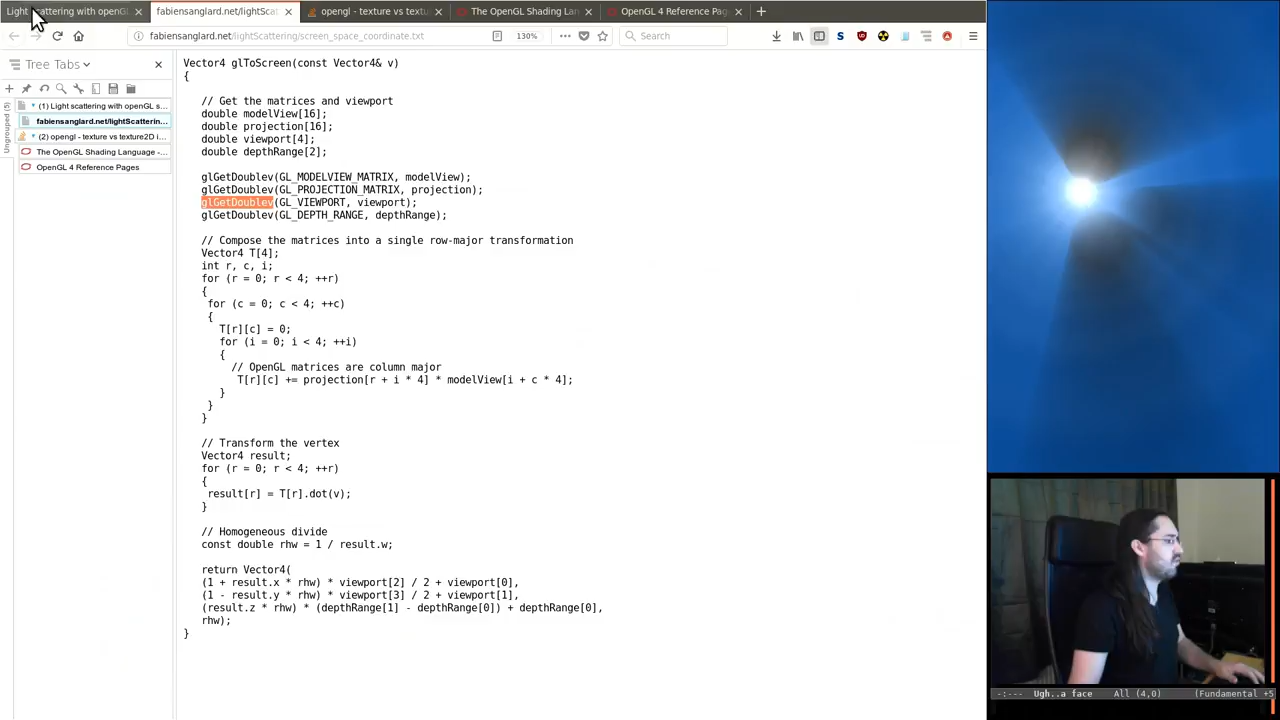 Light scattering with openGL
fabiensanglard.net/lightScat
opengl - texture vs textu
The OpenGL Shading Lan
OpenGL 4 Reference Pag
fabiensanglard.net/lightScattering/screen_space_coordinate.txt
130%
Search
Tree Tabs
Ungrouped (5)
(1) Light scattering with openGL s...
fabiensanglard.net/lightScatterin...
(2) opengl - texture vs texture2D i...
The OpenGL Shading Language -...
OpenGL 4 Reference Pages
Vector4 glToScreen(const Vector4& v)
{
// Get the matrices and viewport
double modelView[16];
double projection[16];
double viewport[4];
double depthRange[2];
glGetDoublev(GL_MODELVIEW_MATRIX, modelView);
glGetDoublev(GL_PROJECTION_MATRIX, projection);
glGetDoublev(GL_VIEWPORT, viewport);
glGetDoublev(GL_DEPTH_RANGE, depthRange);
// Compose the matrices into a single row-major transformation
Vector4 T[4];
int r, c, i;
for (r = 0; r < 4; ++r)
{
for (c = 0; c < 4; ++c)
{
T[r][c] = 0;
for (i = 0; i < 4; ++i)
{
// OpenGL matrices are column major
T[r][c] += projection[r + i * 4] * modelView[i + c * 4];
}
}
}
// Transform the vertex
Vector4 result;
for (r = 0; r < 4; ++r)
{
result[r] = T[r].dot(v);
}
// Homogeneous divide
const double rhw = 1 / result.w;
return Vector4(
(1 + result.x * rhw) * viewport[2] / 2 + viewport[0],
(1 - result.y * rhw) * viewport[3] / 2 + viewport[1],
(result.z * rhw) * (depthRange[1] - depthRange[0]) + depthRange[0],
rhw);
}
-:--- Ugh..a face All (4,0) (Fundamental +5